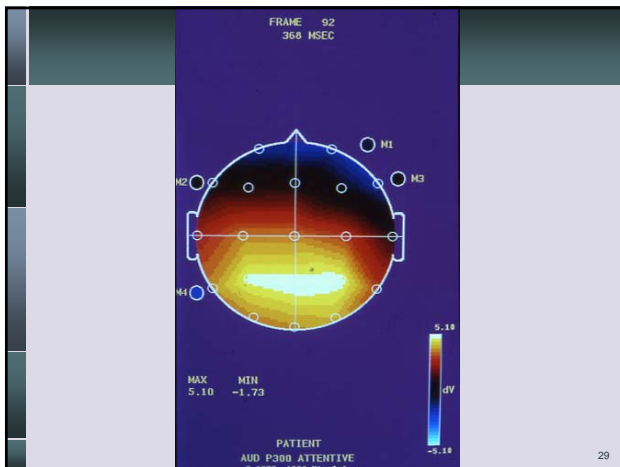 FRAME 92
368 MSEC
M1
M2
M3
M4
5.10
MAX MIN
5.10 -1.73
dV
-5.10
PATIENT
AUD P300 ATTENTIVE
29